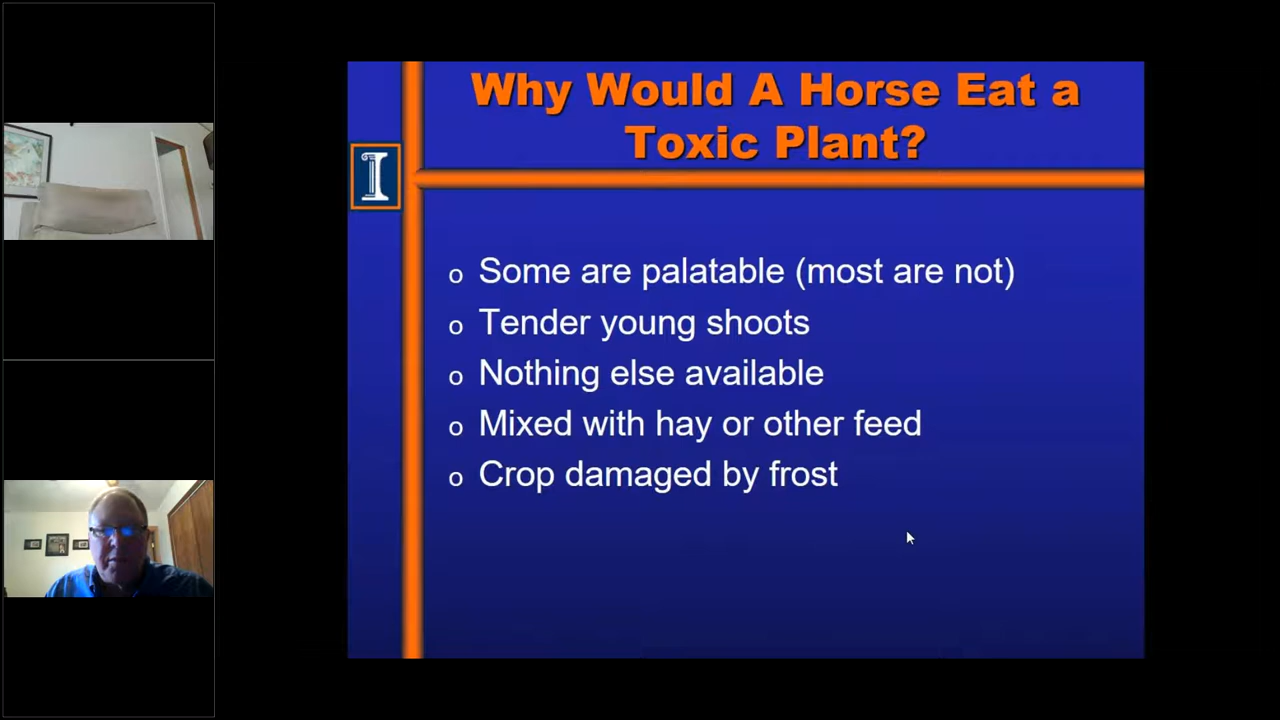 Why Would A Horse Eat a
Toxic Plant?
I
o Some are palatable (most are not)
o Tender young shoots
o Nothing else available
o Mixed with hay or other feed
o Crop damaged by frost